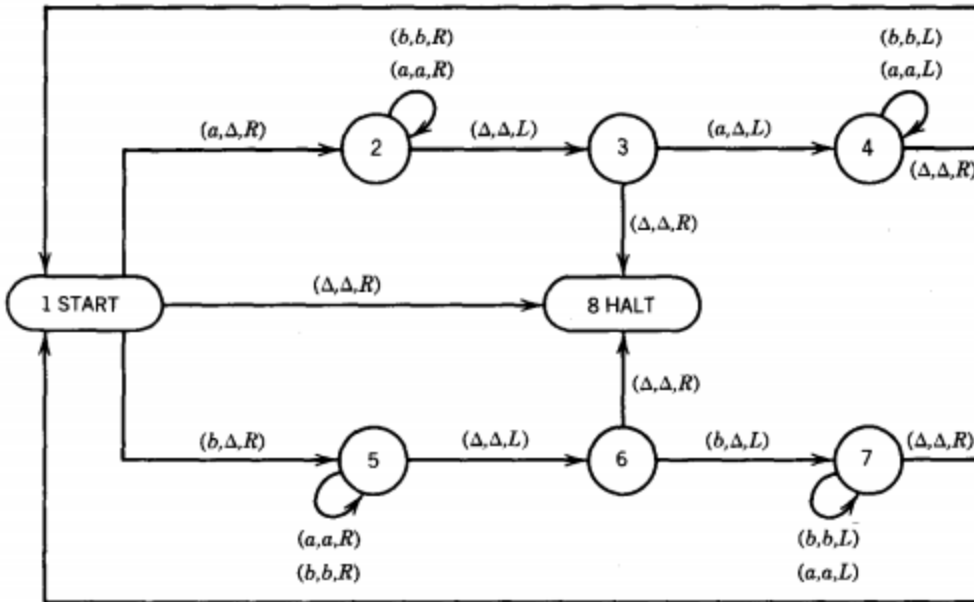 (b,b,R)
(a,a,R)
(b,b,L)
(a,a,L)
(a,Δ,R)
2
(Δ,Δ,L)
3
(a,Δ,L)
4
(Δ,Δ,R)
(Δ,Δ,R)
1 START
(Δ,Δ,R)
8 HALT
(Δ,Δ,R)
(b,Δ,R)
5
(Δ,Δ,L)
6
(b,Δ,L)
7
(Δ,Δ,R)
(a,a,R)
(b,b,R)
(b,b,L)
(a,a,L)